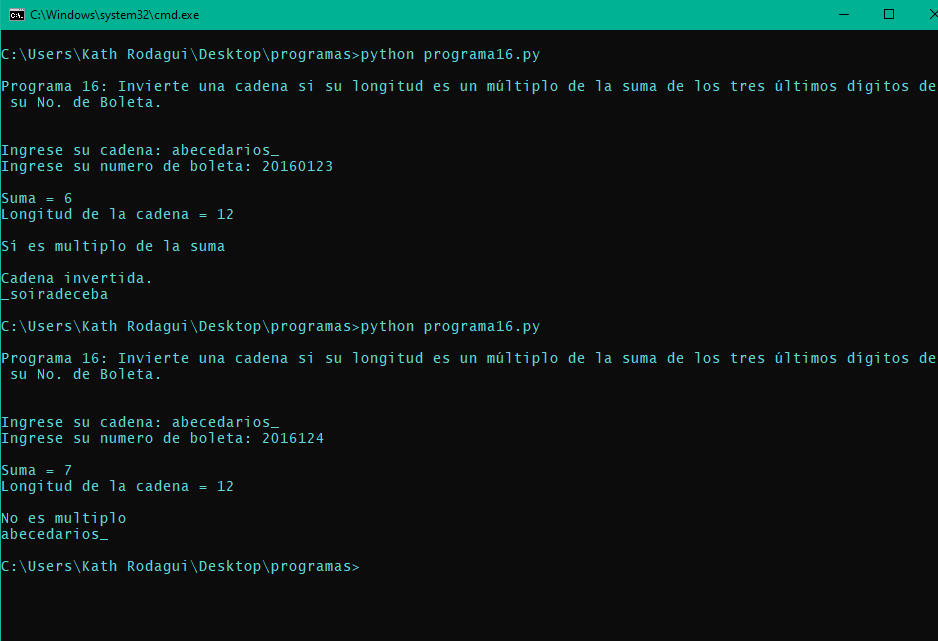 C:\Windows\system32\cmd.exe
C:\Users\Kath Rodagui\Desktop\programas>python programa16.py
Programa 16: Invierte una cadena si su longitud es un múltiplo de la suma de los tres últimos dígitos de
su No. de Boleta.
Ingrese su cadena: abecedarios_
Ingrese su numero de boleta: 20160123
Suma = 6
Longitud de la cadena = 12
Si es multiplo de la suma
Cadena invertida.
_soiradeceba
C:\Users\Kath Rodagui\Desktop\programas>python programa16.py
Programa 16: Invierte una cadena si su longitud es un múltiplo de la suma de los tres últimos dígitos de
su No. de Boleta.
Ingrese su cadena: abecedarios_
Ingrese su numero de boleta: 2016124
Suma = 7
Longitud de la cadena = 12
No es multiplo
abecedarios_
C:\Users\Kath Rodagui\Desktop\programas>